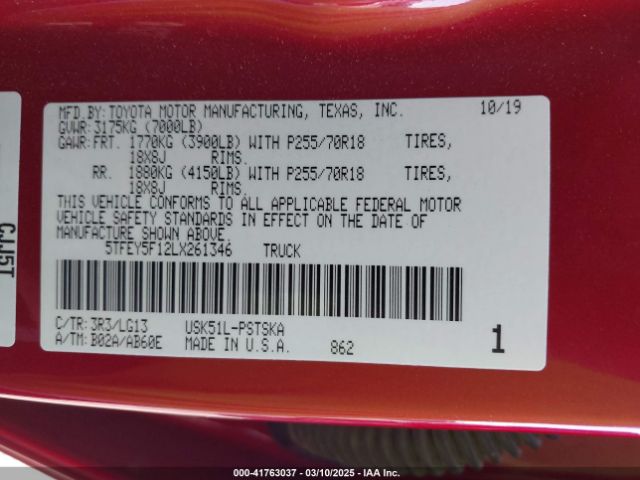 MFD.BY: TOYOTA MOTOR MANUFACTURING, TEXAS, INC. 10/19
GVWR: 3175KG (7000LB)
GAWR: FRT. 1770KG (3900LB) WITH P255/70R18 TIRES,
18X8J RIMS.
RR. 1880KG (4150LB) WITH P255/70R18 TIRES,
18X8J RIMS.
THIS VEHICLE CONFORMS TO ALL APPLICABLE FEDERAL MOTOR
VEHICLE SAFETY STANDARDS IN EFFECT ON THE DATE OF
MANUFACTURE SHOWN ABOVE
5TFEY5F12LX261346 TRUCK
C/TR: 3R3/LG13 USK51L-PSTSKA
A/TM: B02A/AB60E MADE IN U.S.A. 862 1
CJJ5T
000-41763037 - 03/10/2025 - IAA Inc.